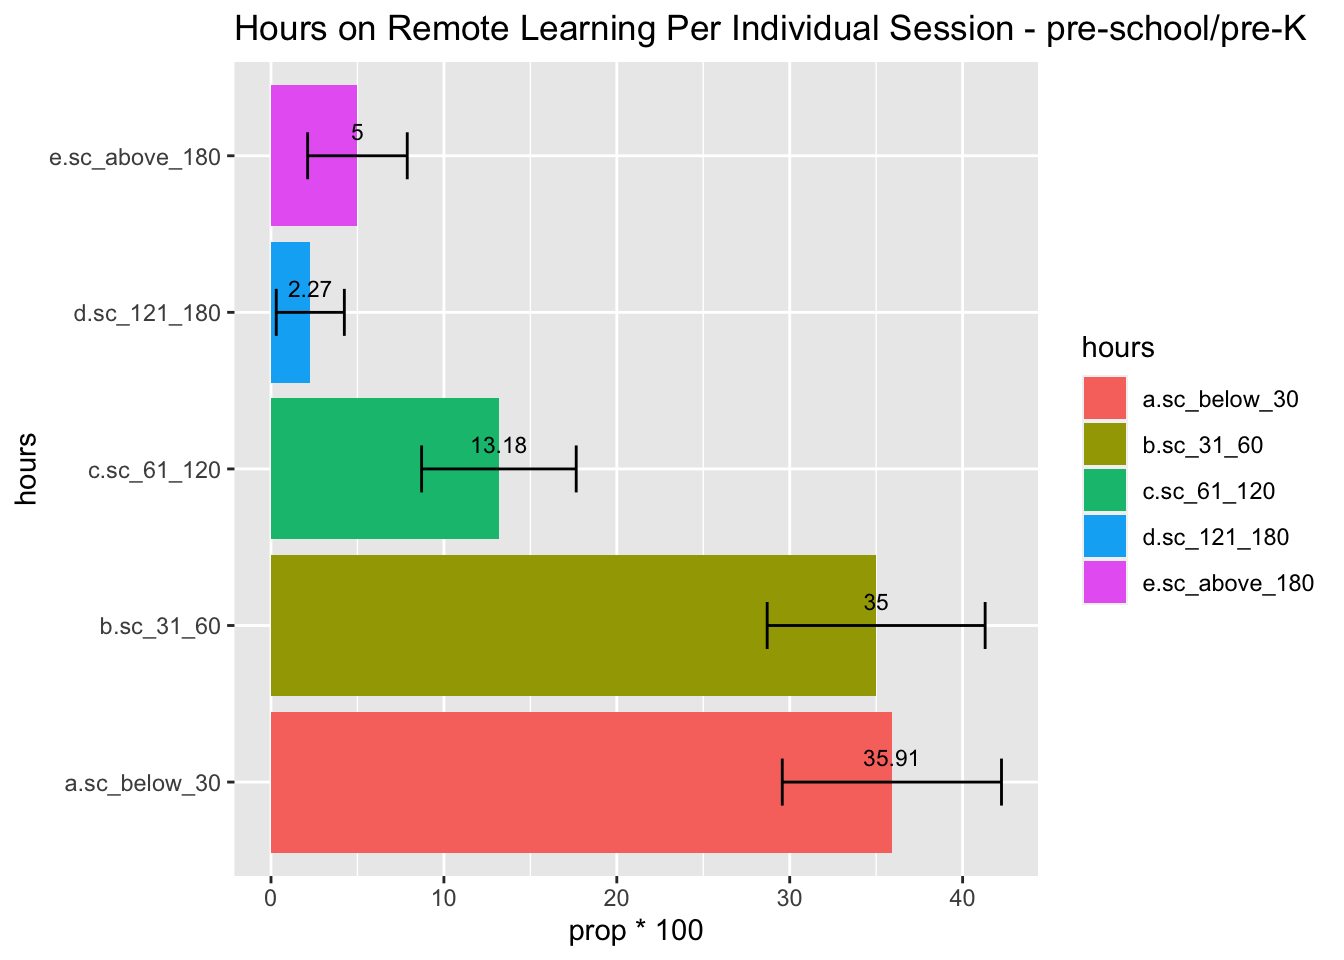 Hours on Remote Learning Per Individual Session - pre-school/pre-K
hours
e.sc_above_180
d.sc_121_180
c.sc_61_120
b.sc_31_60
a.sc_below_30
5
2.27
13.18
35
35.91
0 10 20 30 40
prop * 100
hours
a.sc_below_30
b.sc_31_60
c.sc_61_120
d.sc_121_180
e.sc_above_180